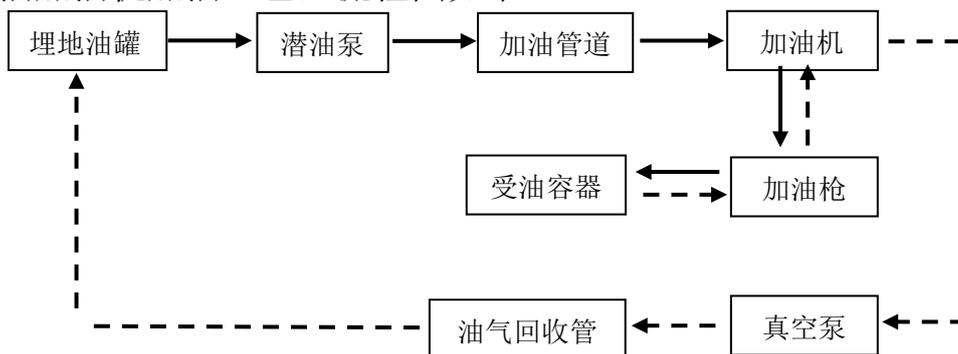 埋地油罐
潜油泵
加油管道
加油机
受油容器
加油枪
油气回收管
真空泵